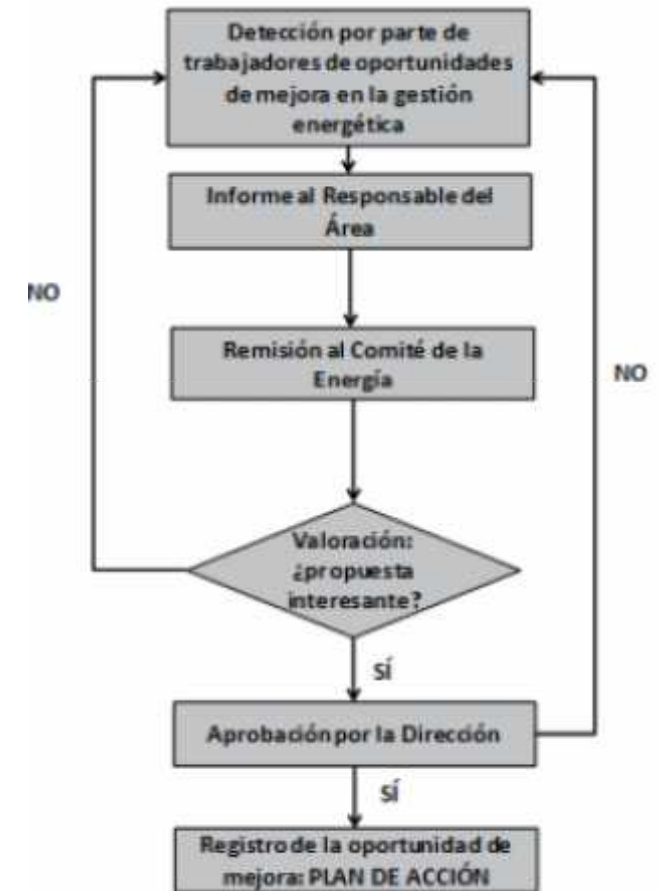 Detección por parte de
trabajadores de oportunidades
de mejora en la gestión
energética
Informe al Responsable del
Área
NO
Remisión al Comité de la
Energía
NO
Valoración:
¿propuesta
interesante?
SÍ
Aprobación por la Dirección
SÍ
Registro de la oportunidad de
mejora: PLAN DE ACCIÓN